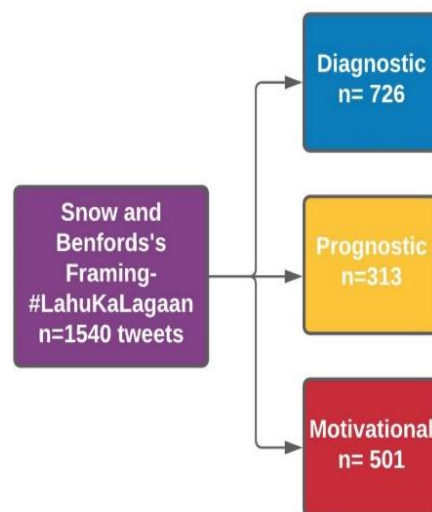 Snow and
Benfords's
Framing-
#LahuKaLagaan
n=1540 tweets
Diagnostic
n= 726
Prognostic
n=313
Motivational
n= 501